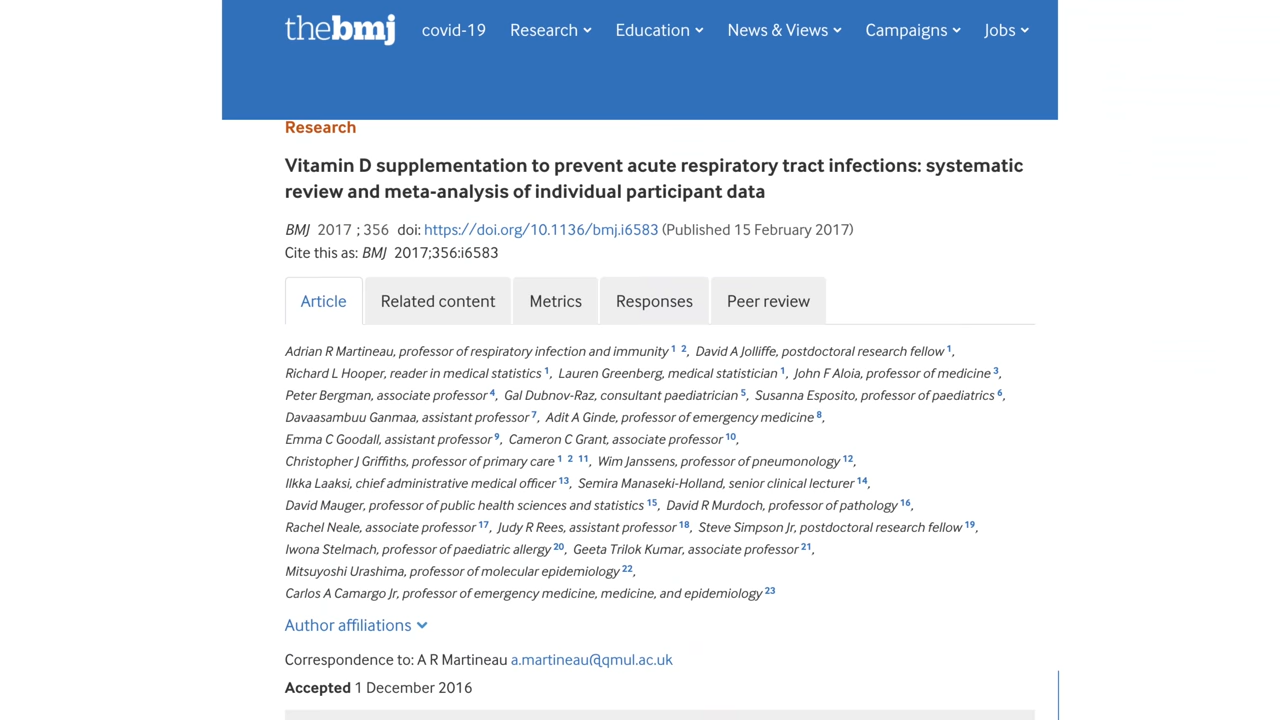 thebmj covid-19 Research Education News & Views Campaigns Jobs
Research
Vitamin D supplementation to prevent acute respiratory tract infections: systematic
review and meta-analysis of individual participant data
BMJ 2017 ; 356 doi: https://doi.org/10.1136/bmj.i6583 (Published 15 February 2017)
Cite this as: BMJ 2017;356:i6583
Article Related content Metrics Responses Peer review
Adrian R Martineau, professor of respiratory infection and immunity 1 2, David A Jolliffe, postdoctoral research fellow 1,
Richard L Hooper, reader in medical statistics 1, Lauren Greenberg, medical statistician 1, John F Aloia, professor of medicine 3,
Peter Bergman, associate professor 4, Gal Dubnov-Raz, consultant paediatrician 5, Susanna Esposito, professor of paediatrics 6,
Davaasambuu Ganmaa, assistant professor 7, Adit A Ginde, professor of emergency medicine 8,
Emma C Goodall, assistant professor 9, Cameron C Grant, associate professor 10,
Christopher J Griffiths, professor of primary care 1 2 11, Wim Janssens, professor of pneumonology 12,
Ilkka Laaksi, chief administrative medical officer 13, Semira Manaseki-Holland, senior clinical lecturer 14,
David Mauger, professor of public health sciences and statistics 15, David R Murdoch, professor of pathology 16,
Rachel Neale, associate professor 17, Judy R Rees, assistant professor 18, Steve Simpson Jr, postdoctoral research fellow 19,
Iwona Stelmach, professor of paediatric allergy 20, Geeta Trilok Kumar, associate professor 21,
Mitsuyoshi Urashima, professor of molecular epidemiology 22,
Carlos A Camargo Jr, professor of emergency medicine, medicine, and epidemiology 23
Author affiliations
Correspondence to: A R Martineau a.martineau@qmul.ac.uk
Accepted 1 December 2016